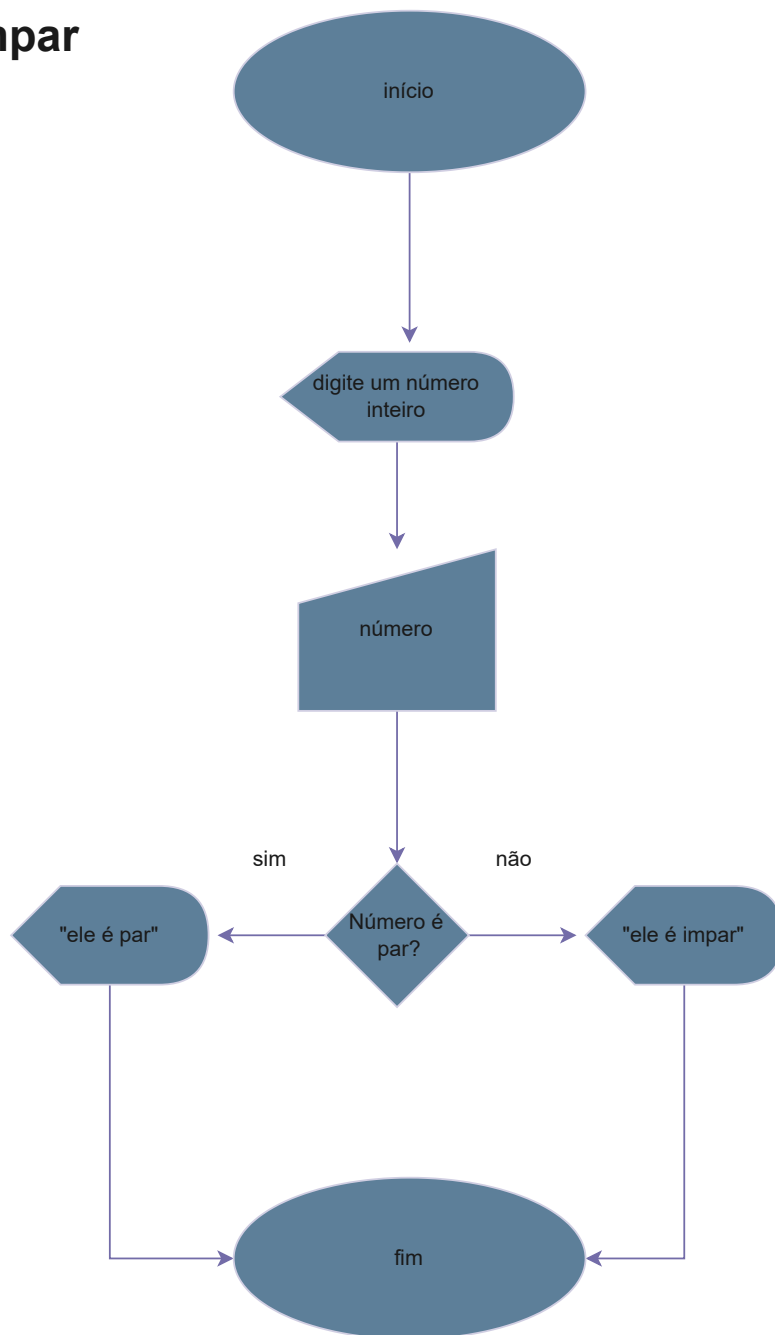 mpar
início
digite um número
inteiro
número
sim
não
"ele é par"
Número é
par?
"ele é impar"
fim